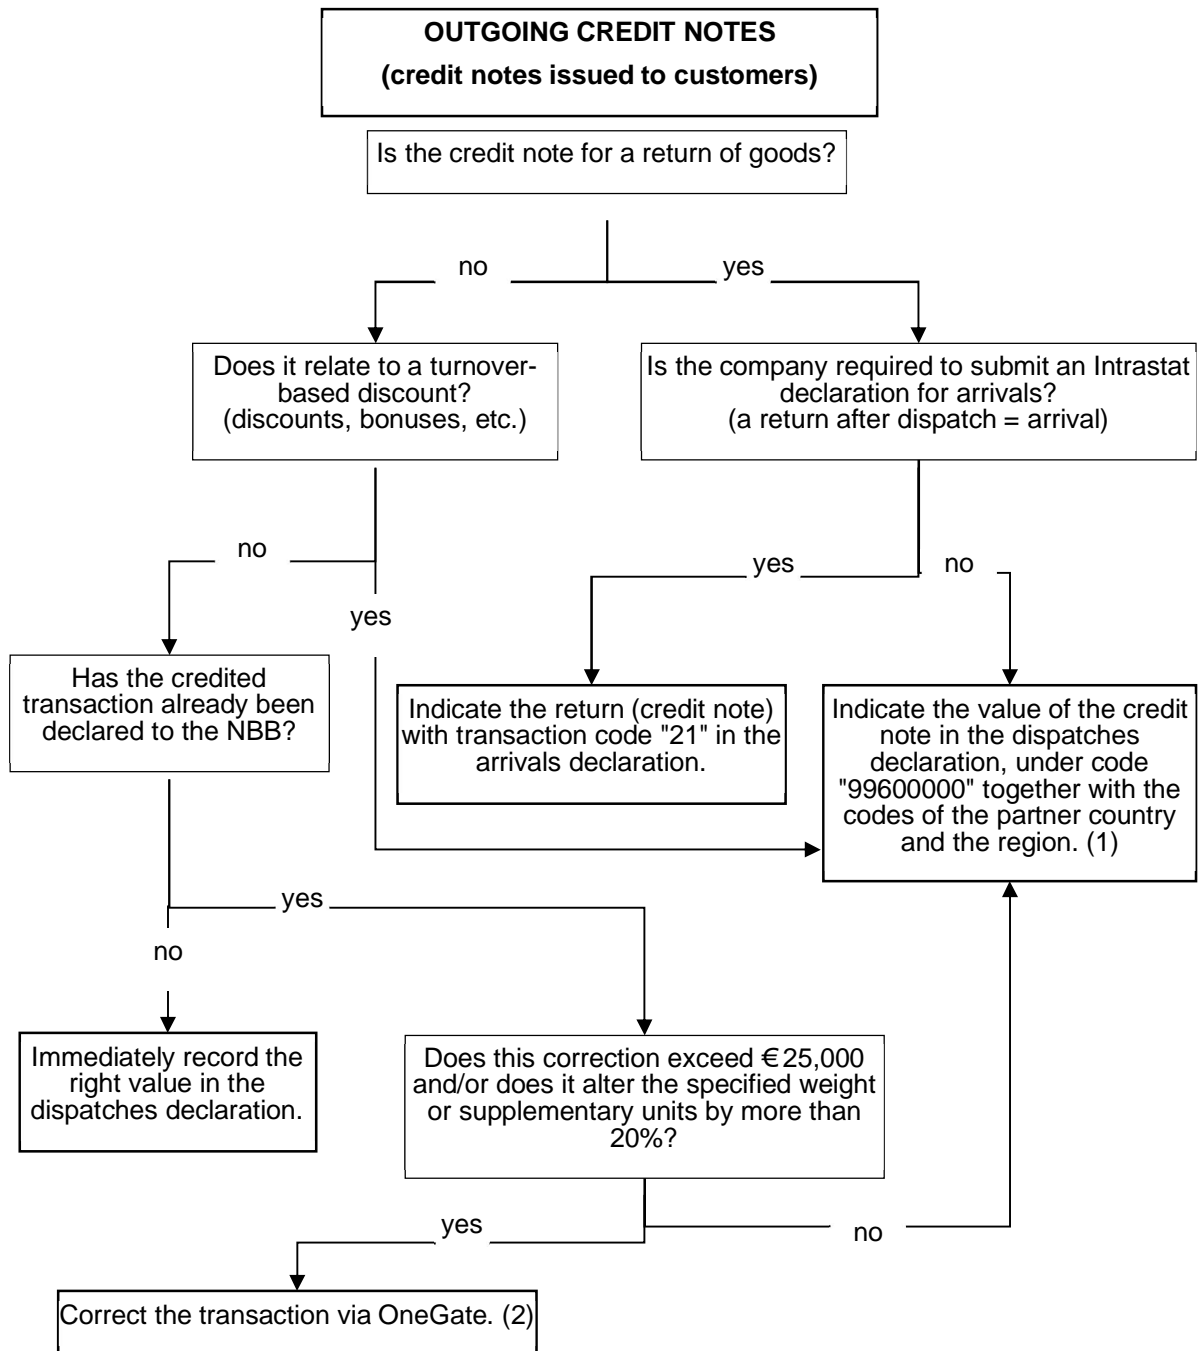 OUTGOING CREDIT NOTES
(credit notes issued to customers)
Is the credit note for a return of goods?
no
yes
Does it relate to a turnover-
based discount?
(discounts, bonuses, etc.)
Is the company required to submit an Intrastat
declaration for arrivals?
(a return after dispatch = arrival)
no
yes
yes
no
Has the credited
transaction already been
declared to the NBB?
Indicate the return (credit note)
with transaction code "21" in the
arrivals declaration.
Indicate the value of the credit
note in the dispatches
declaration, under code
"99600000" together with the
codes of the partner country
and the region. (1)
yes
no
Immediately record the
right value in the
dispatches declaration.
Does this correction exceed €25,000
and/or does it alter the specified weight
or supplementary units by more than
20%?
yes
no
Correct the transaction via OneGate. (2)